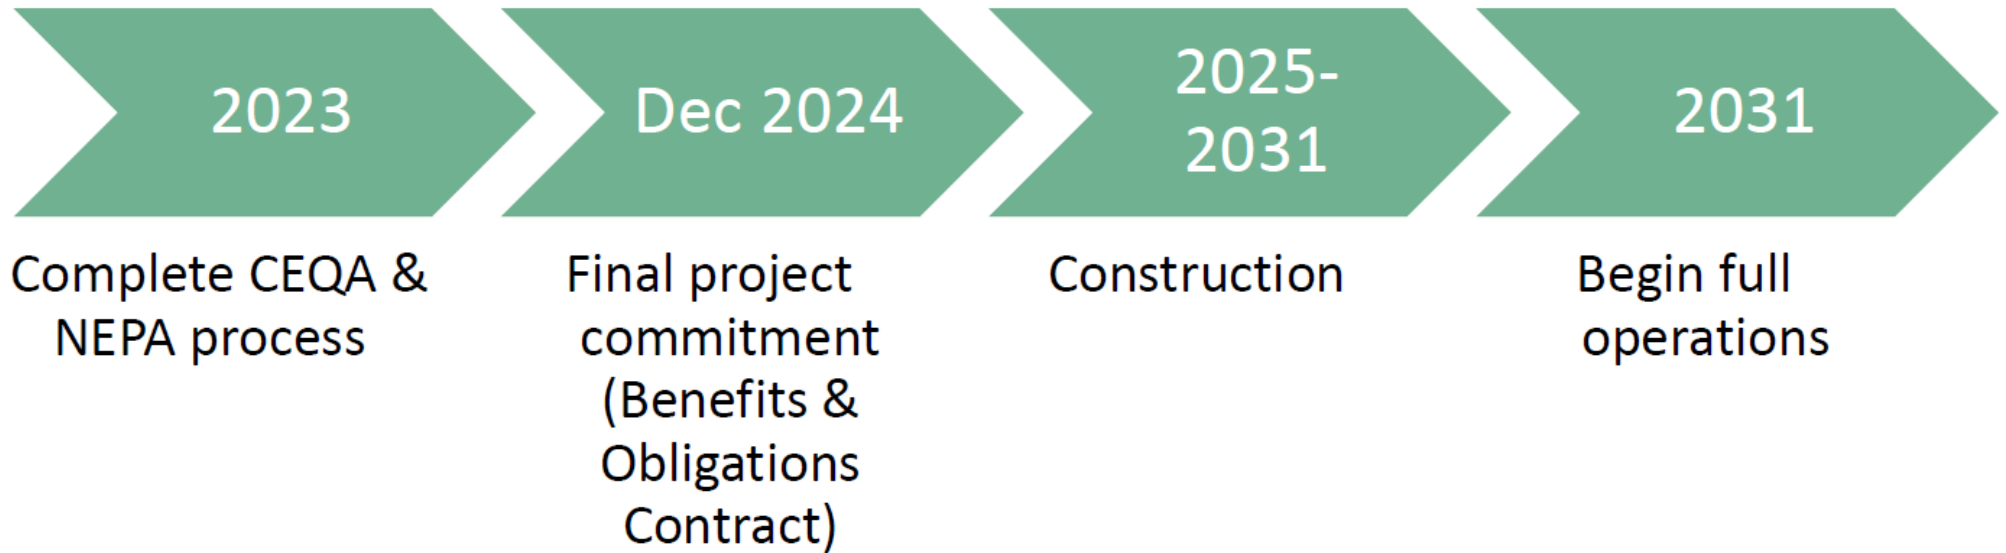 2023
Complete CEQA &
NEPA process
Dec 2024
Final project
commitment
(Benefits &
Obligations
Contract)
2025-
2031
Construction
2031
Begin full
operations